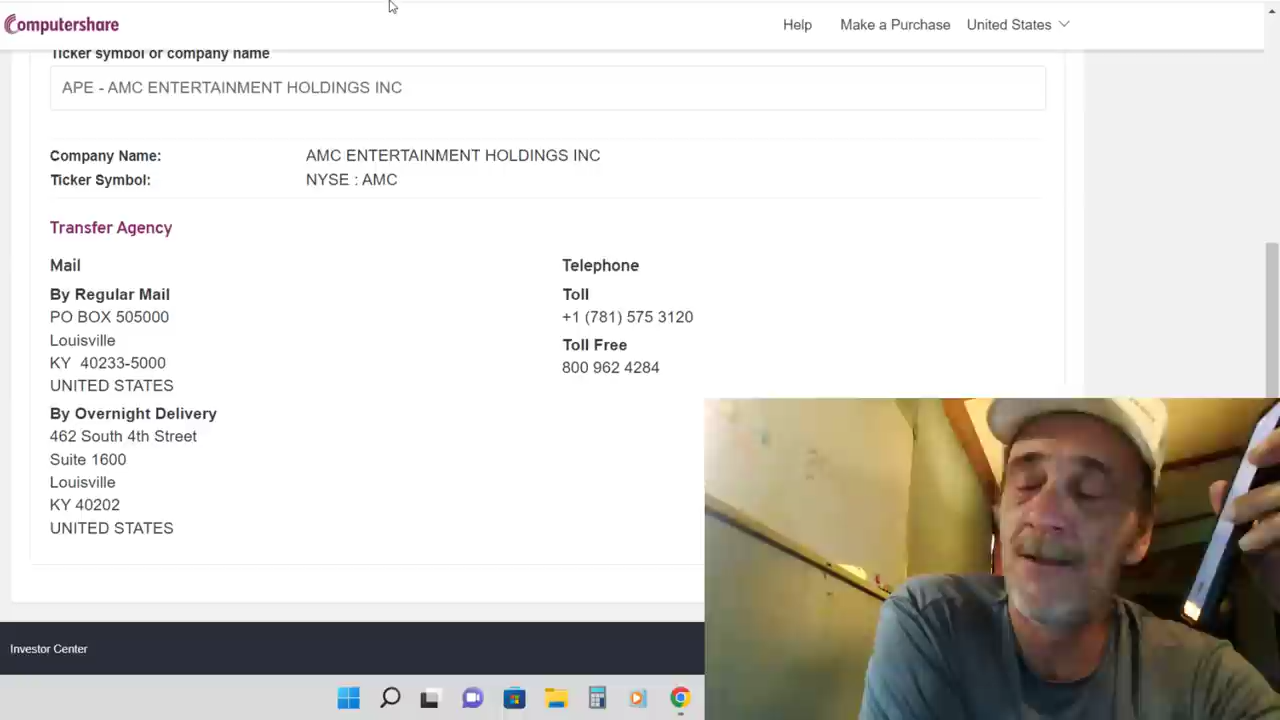 Computershare
Help Make a Purchase United States
Ticker symbol or company name
APE - AMC ENTERTAINMENT HOLDINGS INC
Company Name: AMC ENTERTAINMENT HOLDINGS INC
Ticker Symbol: NYSE : AMC
Transfer Agency
Mail
By Regular Mail
PO BOX 505000
Louisville
KY 40233-5000
UNITED STATES
By Overnight Delivery
462 South 4th Street
Suite 1600
Louisville
KY 40202
UNITED STATES
Telephone
Toll
+1 (781) 575 3120
Toll Free
800 962 4284
Investor Center